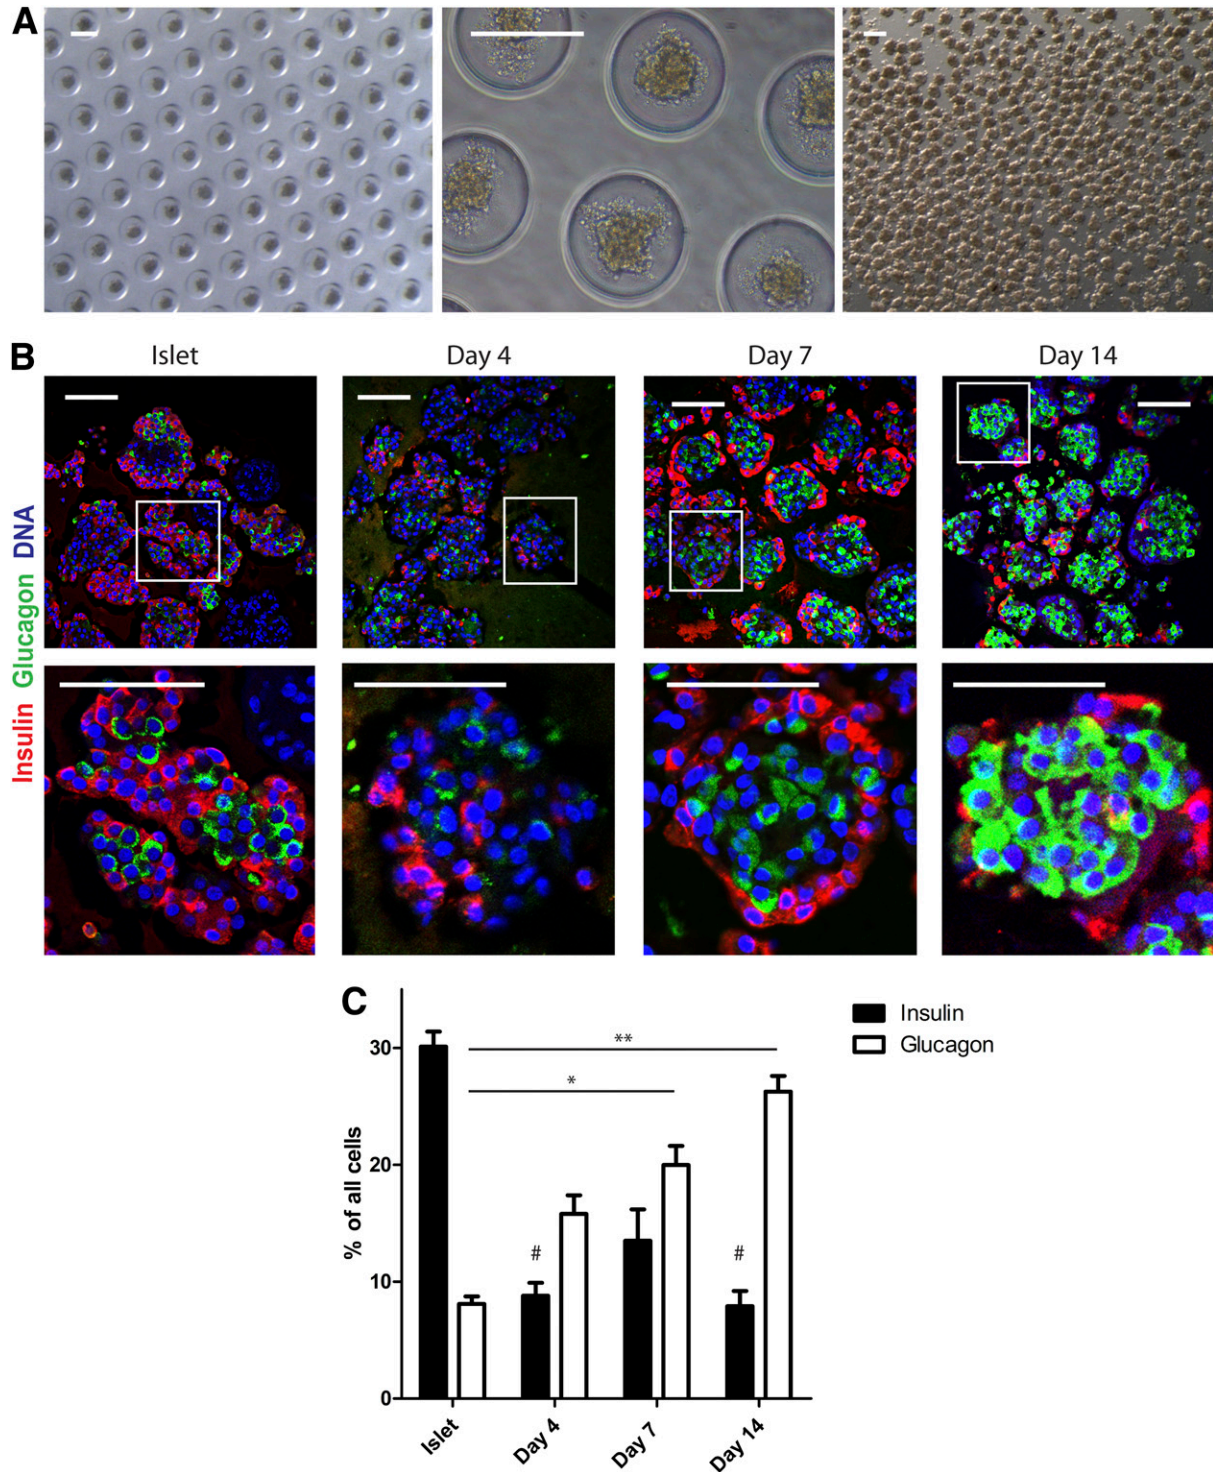 A
B
Islet Day 4 Day 7 Day 14
Insulin Glucagon DNA
C
Insulin
Glucagon
**
*
30
20
10
0
# #
% of all cells
Islet Day 4 Day 7 Day 14